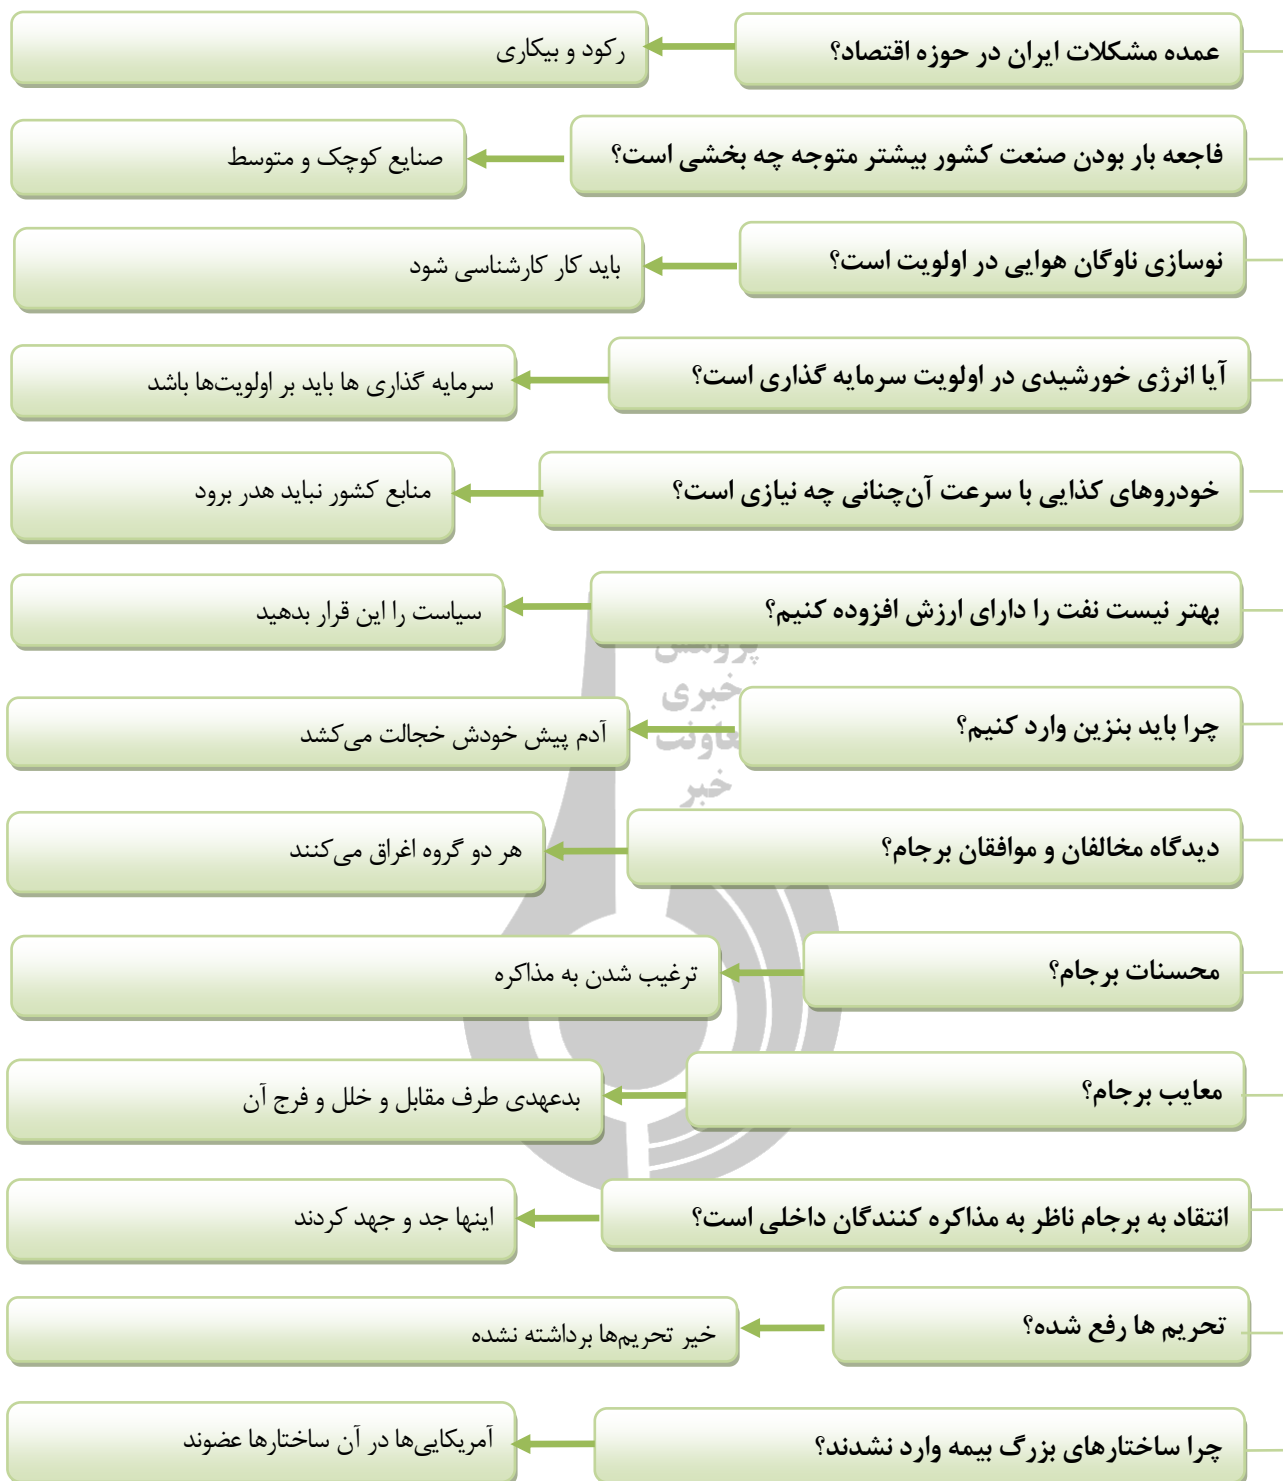 عمده مشکلات ایران در حوزه اقتصاد؟
رکود و بیکاری
فاجعه بار بودن صنعت کشور بیشتر متوجه چه بخشی است؟
صنایع کوچک و متوسط
نوسازی ناوگان هوایی در اولویت است؟
باید کار کارشناسی شود
آیا انرژی خورشیدی در اولویت سرمایه گذاری است؟
سرمایه گذاری ها باید بر اولویت‌ها باشد
خودروهای کذایی با سرعت آن‌چنانی چه نیازی است؟
منابع کشور نباید هدر برود
بهتر نیست نفت را دارای ارزش افزوده کنیم؟
سیاست را این قرار بدهید
پژوهش
خبری
معاونت
خبر
چرا باید بنزین وارد کنیم؟
آدم پیش خودش خجالت می‌کشد
دیدگاه مخالفان و موافقان برجام؟
هر دو گروه اغراق می‌کنند
محسنات برجام؟
ترغیب شدن به مذاکره
معایب برجام؟
بدعهدی طرف مقابل و خلل و فرج آن
انتقاد به برجام ناظر به مذاکره کنندگان داخلی است؟
اینها جد و جهد کردند
تحریم ها رفع شده؟
خیر تحریم‌ها برداشته نشده
چرا ساختارهای بزرگ بیمه وارد نشدند؟
آمریکایی‌ها در آن ساختارها عضوند